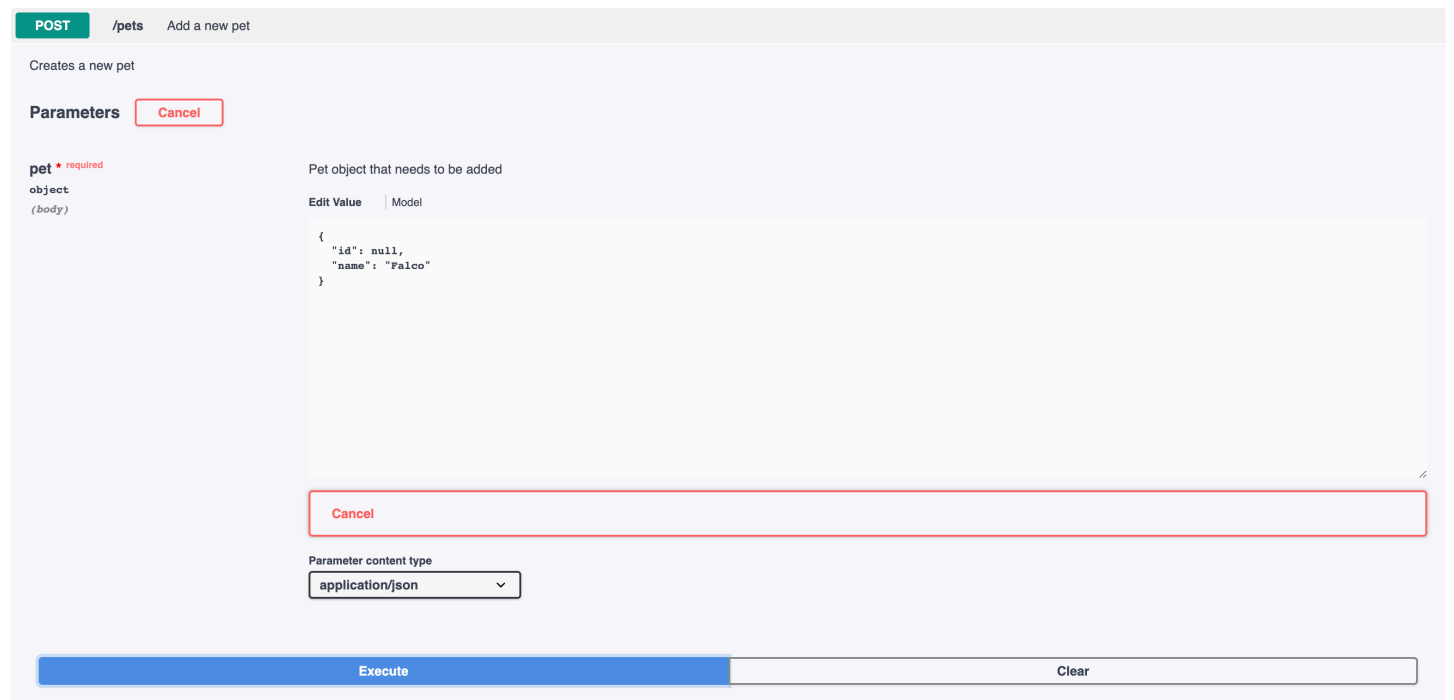 POST /pets Add a new pet
Creates a new pet
Parameters Cancel
pet * required
object
(body)
Pet object that needs to be added
Edit Value Model
{
  "id": null,
  "name": "Falco"
}
Cancel
Parameter content type
application/json
Execute Clear